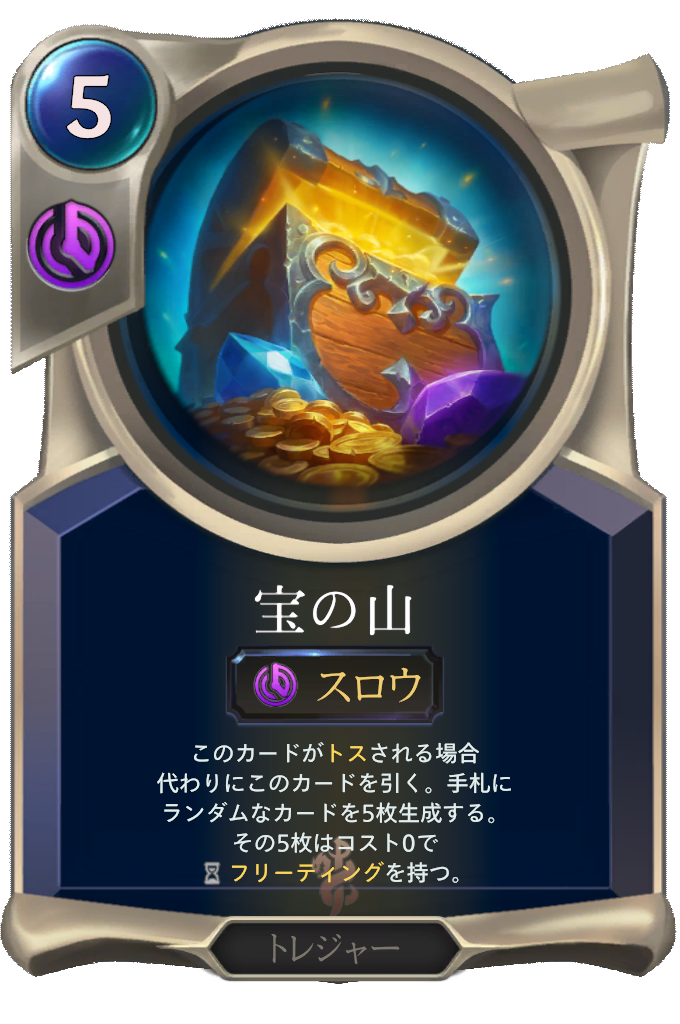 5
宝の山
スロウ
このカードがトスされる場合
代わりにこのカードを引く。手札に
ランダムなカードを5枚生成する。
その5枚はコスト0で
フリーティングを持つ。
トレジャー